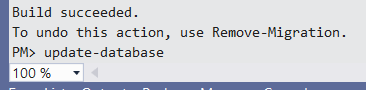 Build succeeded.
To undo this action, use Remove-Migration.
PM> update-database
100 %